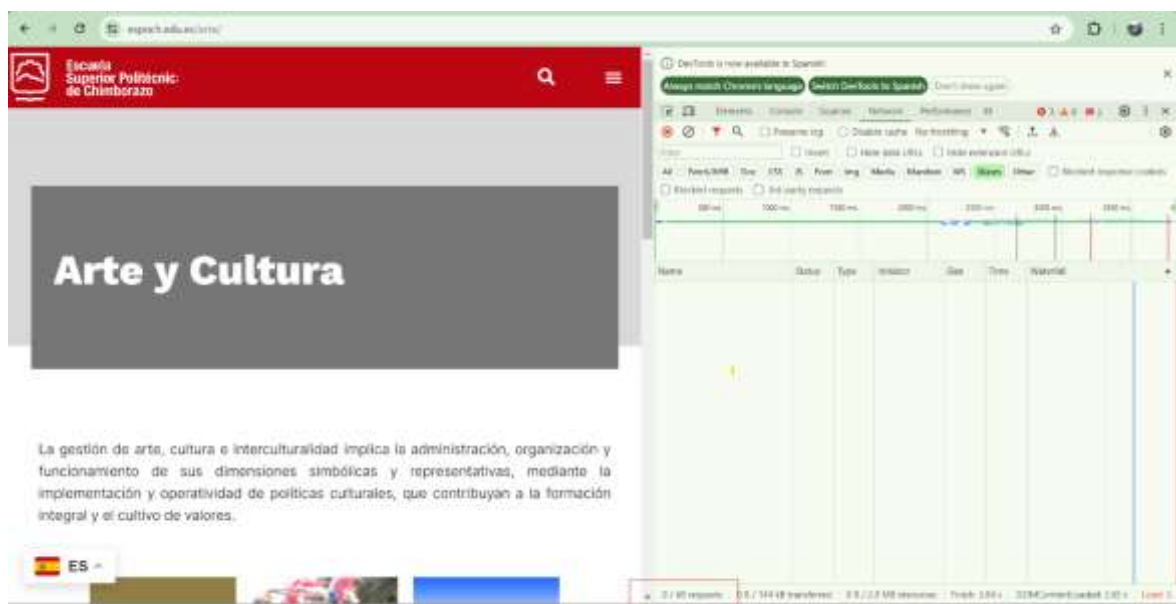 espoch.edu.ec/arte/
Escuela
Superior Politécnic
de Chimborazo
DevTools is now available in Spanish!
Always match Chrome's language Switch DevTools to Spanish Don't show again
Elements Console Sources Network Performance
Preserve log Disable cache No throttling
Invert Hide data URLs Hide extension URLs
All Fetch/XHR Doc CSS JS Font Img Media Manifest WS Wasm Other Blocked response cookies
Blocked requests 3rd-party requests
Name Status Type Initiator Size Time Waterfall
Arte y Cultura
La gestión de arte, cultura e interculturalidad implica la administración, organización y
funcionamiento de sus dimensiones simbólicas y representativas, mediante la
implementación y operatividad de políticas culturales, que contribuyan a la formación
integral y el cultivo de valores.
ES